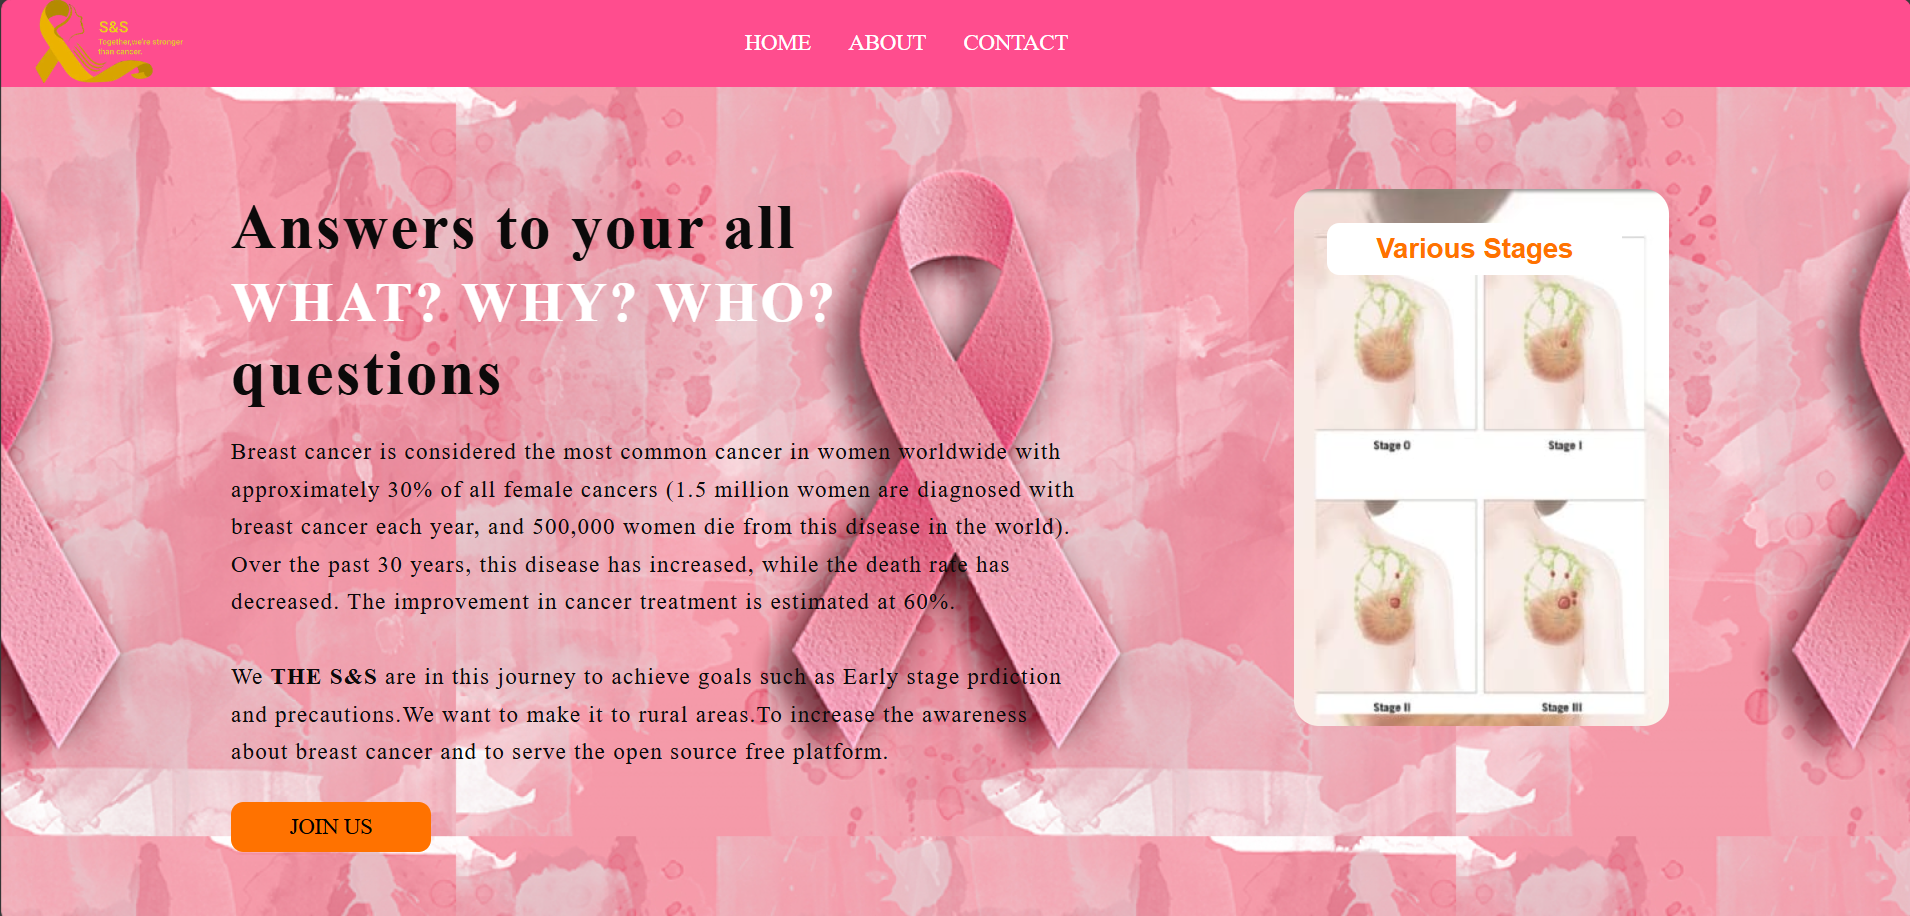 S&S
Together,we're stronger
than cancer.
HOME ABOUT CONTACT
Answers to your all
WHAT? WHY? WHO?
questions
Breast cancer is considered the most common cancer in women worldwide with
approximately 30% of all female cancers (1.5 million women are diagnosed with
breast cancer each year, and 500,000 women die from this disease in the world).
Over the past 30 years, this disease has increased, while the death rate has
decreased. The improvement in cancer treatment is estimated at 60%.
We THE S&S are in this journey to achieve goals such as Early stage prdiction
and precautions.We want to make it to rural areas.To increase the awareness
about breast cancer and to serve the open source free platform.
JOIN US
Various Stages
Stage 0 Stage I
Stage II Stage III